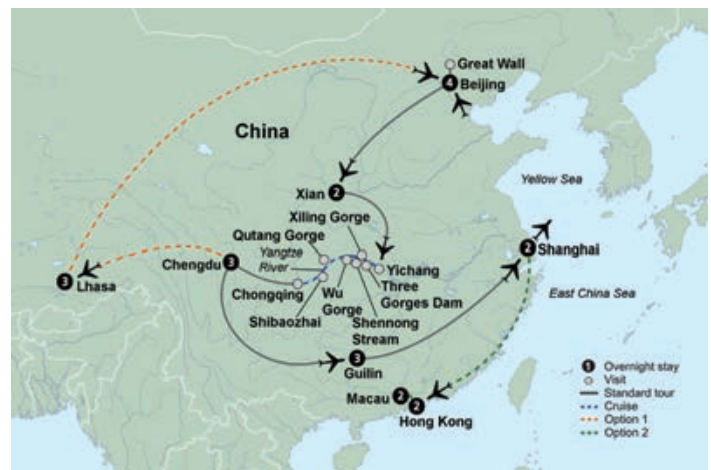 Great Wall
4
Beijing
China
Xian
2
Yellow Sea
Xiling Gorge
Qutang Gorge
Yangtze
River
Chengdu
3
3
Lhasa
Yichang
Three
Gorges Dam
Chongqing
Wu
Gorge
Shibaozhai
Shennong
Stream
2
Shanghai
East China Sea
3
Guilin
Macau
2
2
Hong Kong
1 Overnight stay
Visit
Standard tour
Cruise
Option 1
Option 2